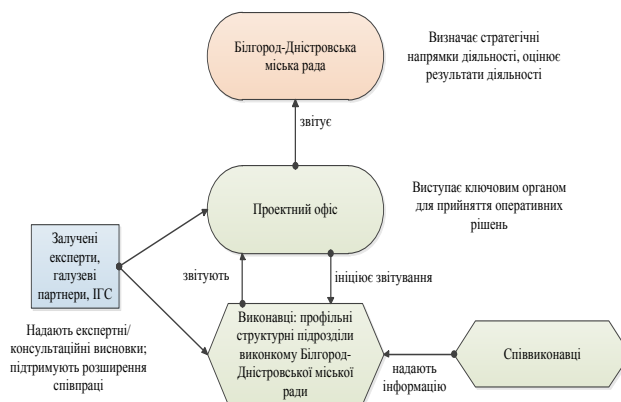 Білгород-Дністровська
міська рада
Визначає стратегічні
напрямки діяльності, оцінює
результати діяльності
звітує
Проектний офіс
Виступає ключовим органом
для прийняття оперативних
рішень
Залучені
експерти,
галузеві
партнери, ІГС
звітують
ініціює звітування
Надають експертні/
консультаційні висновки;
підтримують розширення
співпраці
Виконавці: профільні
структурні підрозділи
виконкому Білгород-
Дністровської міської
ради
надають
інформацію
Співвиконавці